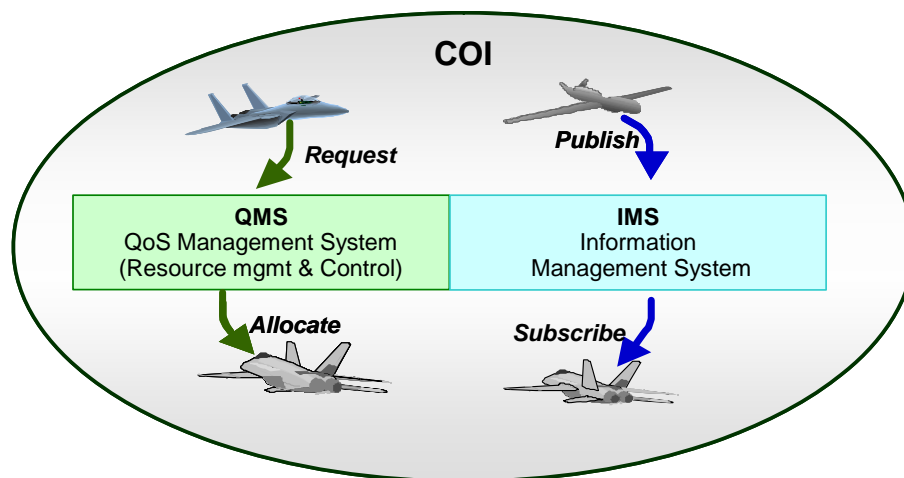 COI
Request
Publish
QMS
QoS Management System
(Resource mgmt & Control)
IMS
Information
Management System
Allocate
Subscribe